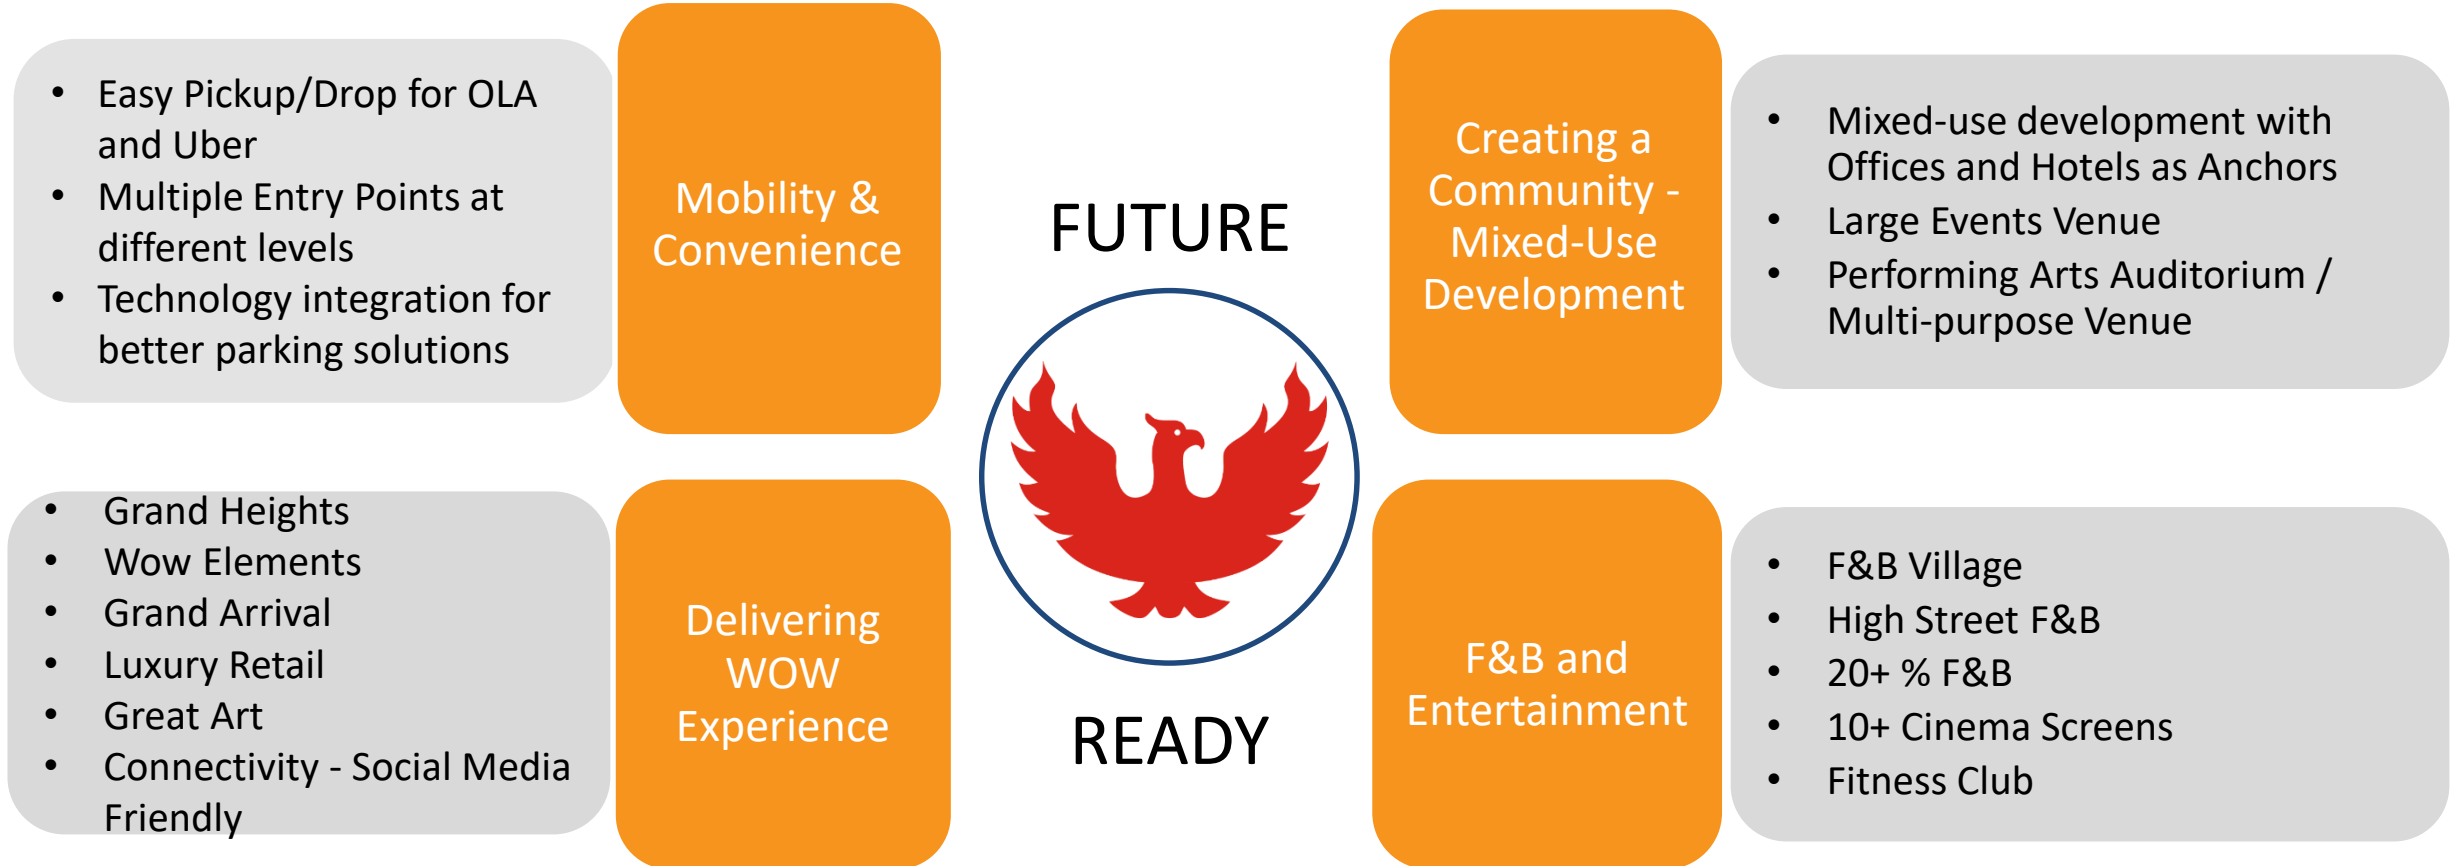 • Easy Pickup/Drop for OLA
and Uber
• Multiple Entry Points at
different levels
• Technology integration for
better parking solutions
Mobility &
Convenience
FUTURE
Creating a
Community -
Mixed-Use
Development
• Mixed-use development with
Offices and Hotels as Anchors
• Large Events Venue
• Performing Arts Auditorium /
Multi-purpose Venue
• Grand Heights
• Wow Elements
• Grand Arrival
• Luxury Retail
• Great Art
• Connectivity - Social Media
Friendly
Delivering
WOW
Experience
READY
F&B and
Entertainment
• F&B Village
• High Street F&B
• 20+ % F&B
• 10+ Cinema Screens
• Fitness Club